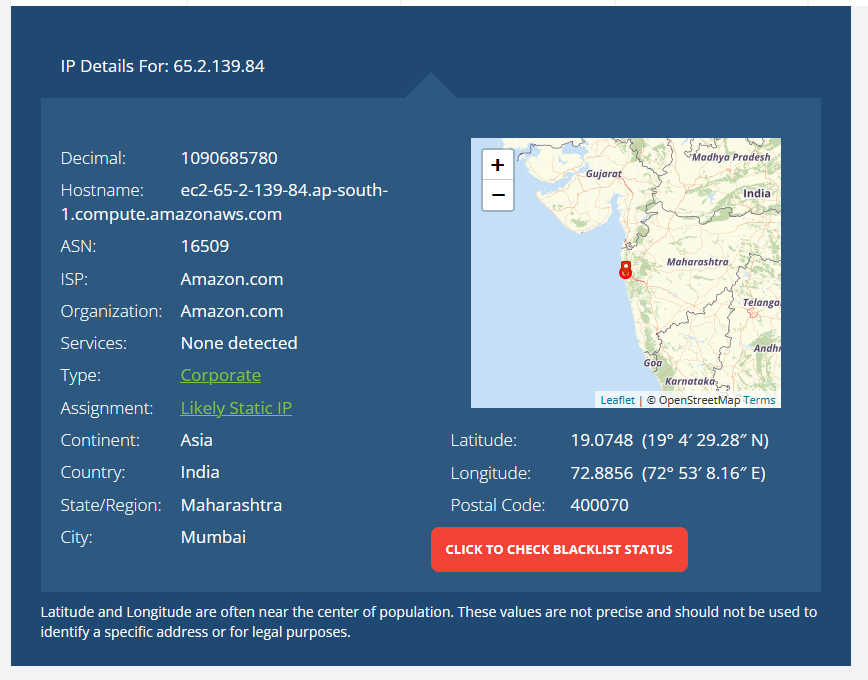 IP Details For: 65.2.139.84
Decimal: 1090685780
Hostname: ec2-65-2-139-84.ap-south-
1.compute.amazonaws.com
ASN: 16509
ISP: Amazon.com
Organization: Amazon.com
Services: None detected
Type: Corporate
Assignment: Likely Static IP
Continent: Asia
Country: India
State/Region: Maharashtra
City: Mumbai
+
−
Madhya Pradesh
Gujarat
India
Maharashtra
Telanga
Andhr
Goa
Karnataka
Leaflet | © OpenStreetMap Terms
Latitude: 19.0748 (19° 4′ 29.28″ N)
Longitude: 72.8856 (72° 53′ 8.16″ E)
Postal Code: 400070
CLICK TO CHECK BLACKLIST STATUS
Latitude and Longitude are often near the center of population. These values are not precise and should not be used to
identify a specific address or for legal purposes.